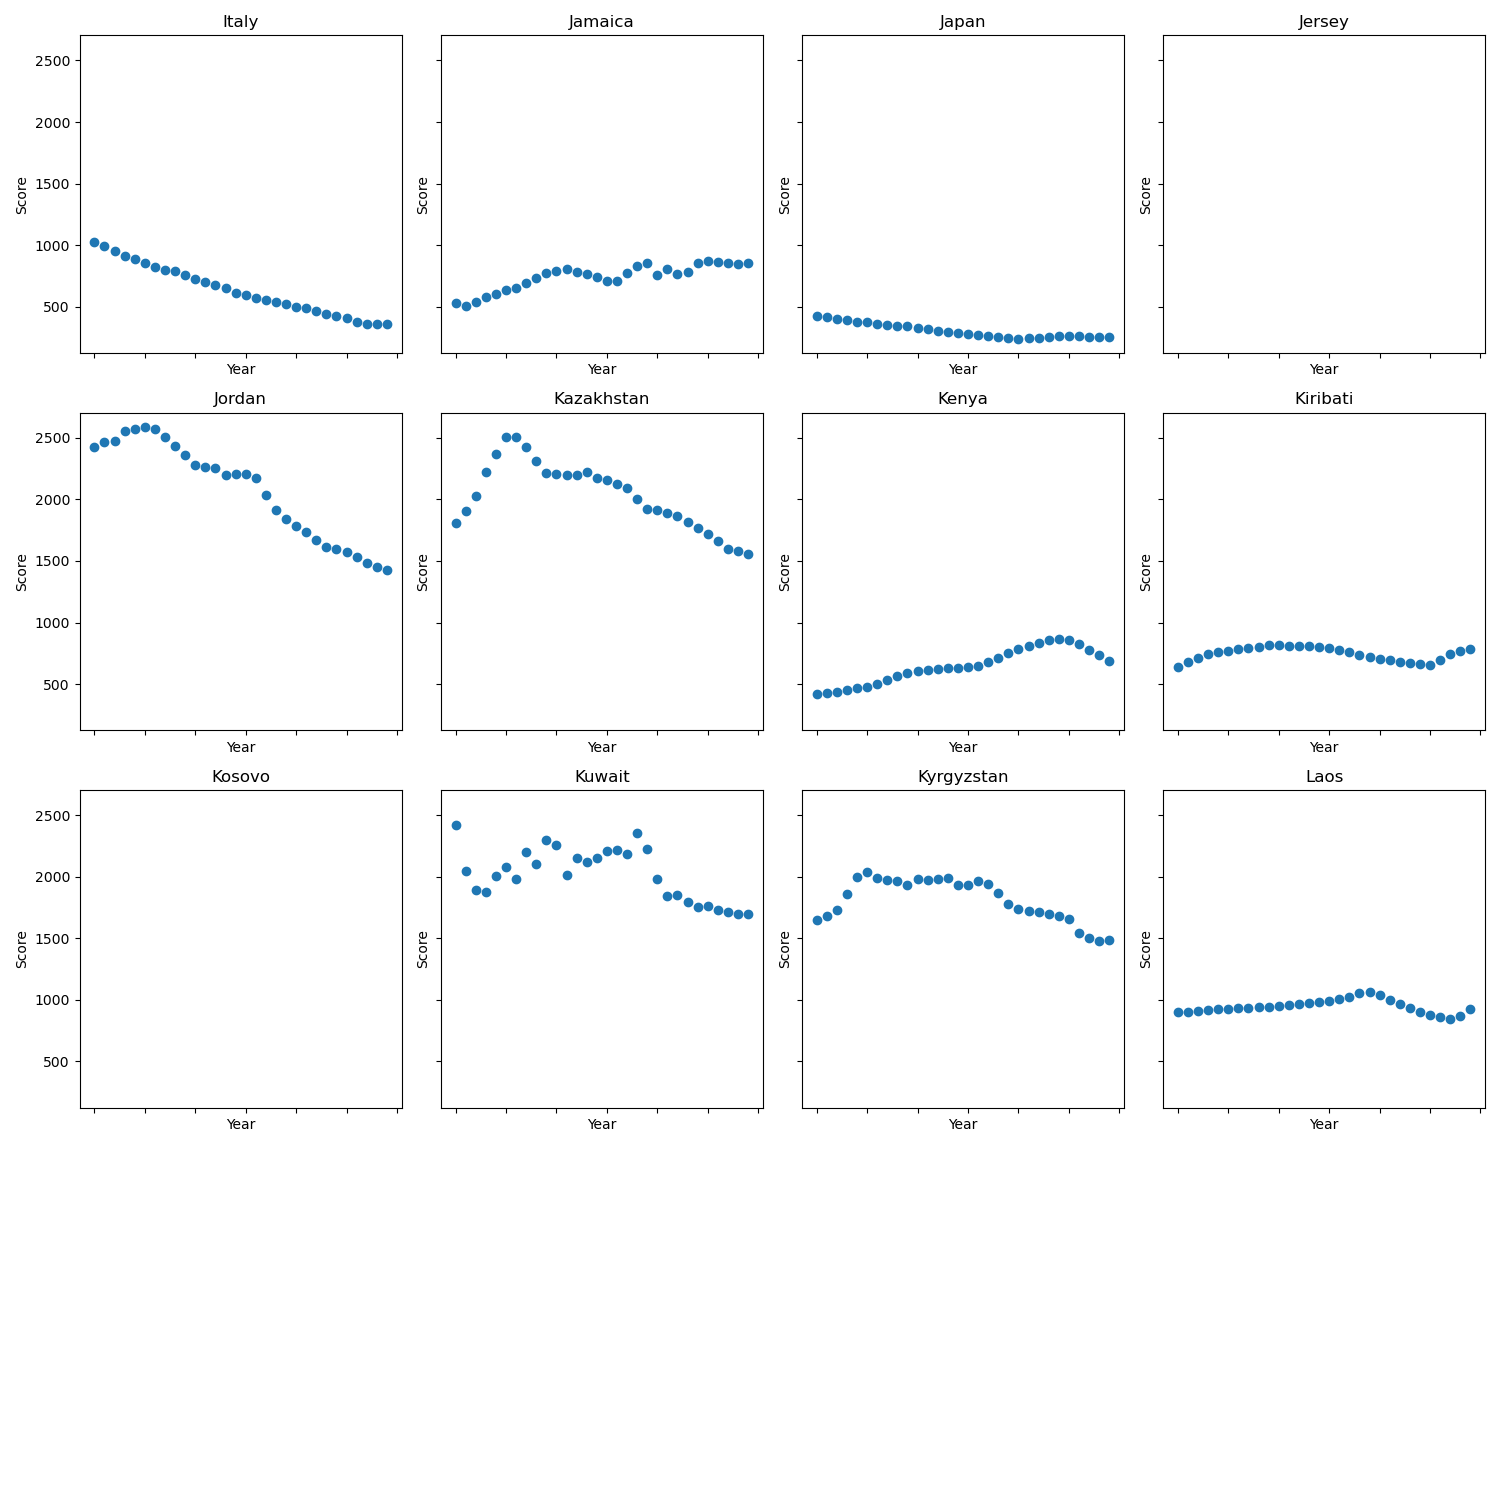 Italy
Jamaica
Japan
Jersey
2500
2000
1500
1000
500
Score
Score
Score
Score
Year
Year
Year
Year
Jordan
Kazakhstan
Kenya
Kiribati
2500
2000
1500
1000
500
Score
Score
Score
Score
Year
Year
Year
Year
Kosovo
Kuwait
Kyrgyzstan
Laos
2500
2000
1500
1000
500
Score
Score
Score
Score
Year
Year
Year
Year